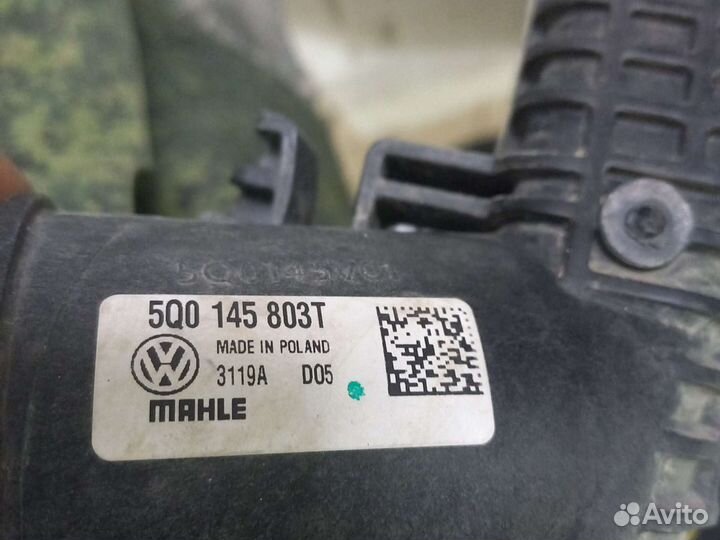 5Q0 145 803T
MADE IN POLAND
3119A D05
MAHLE
Avito